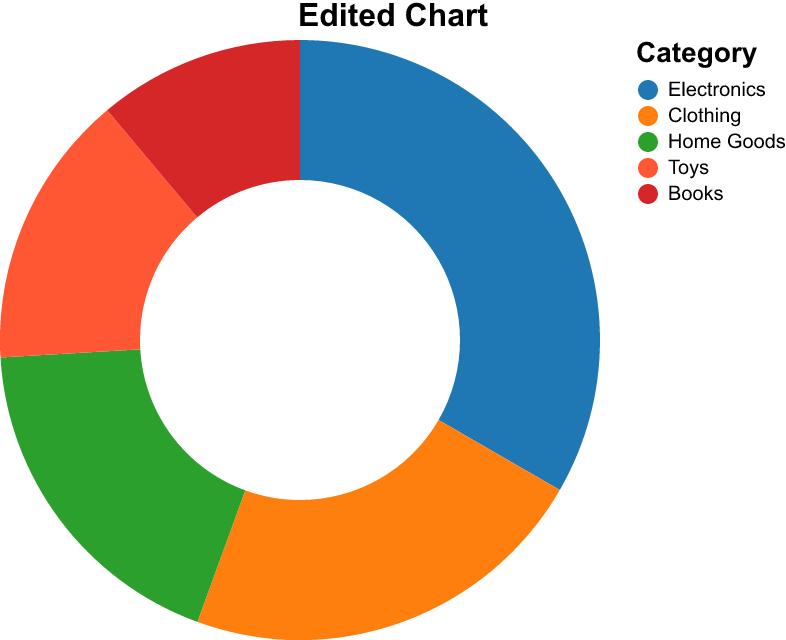 Edited Chart
Category
Electronics
Clothing
Home Goods
Toys
Books